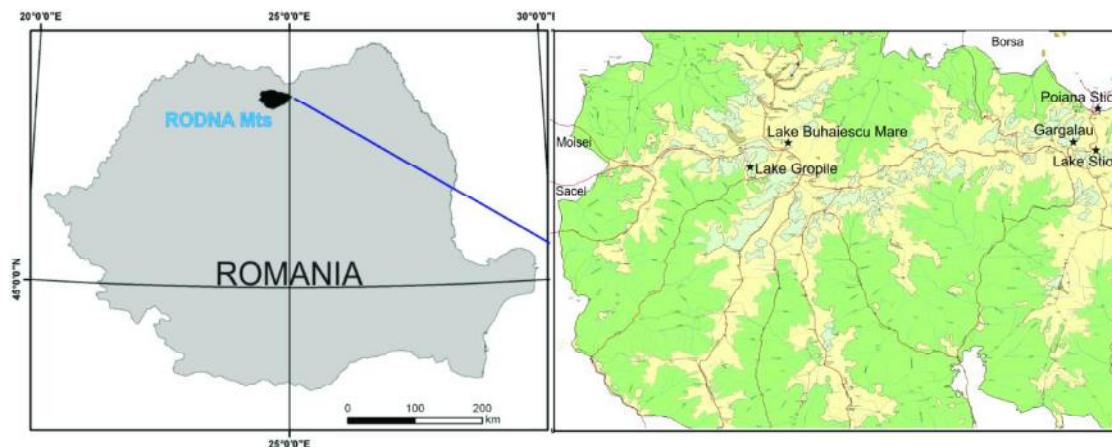 20°0'0"E
25°0'0"E
30°0'0"E
RODNA Mts
45°0'0"N
ROMANIA
0 100 200
km
25°0'0"E
Borsa
Poiana Stio
Gargalau
Lake Stio
Lake Buhaiescu Mare
Lake Gropile
Moisei
Sacel